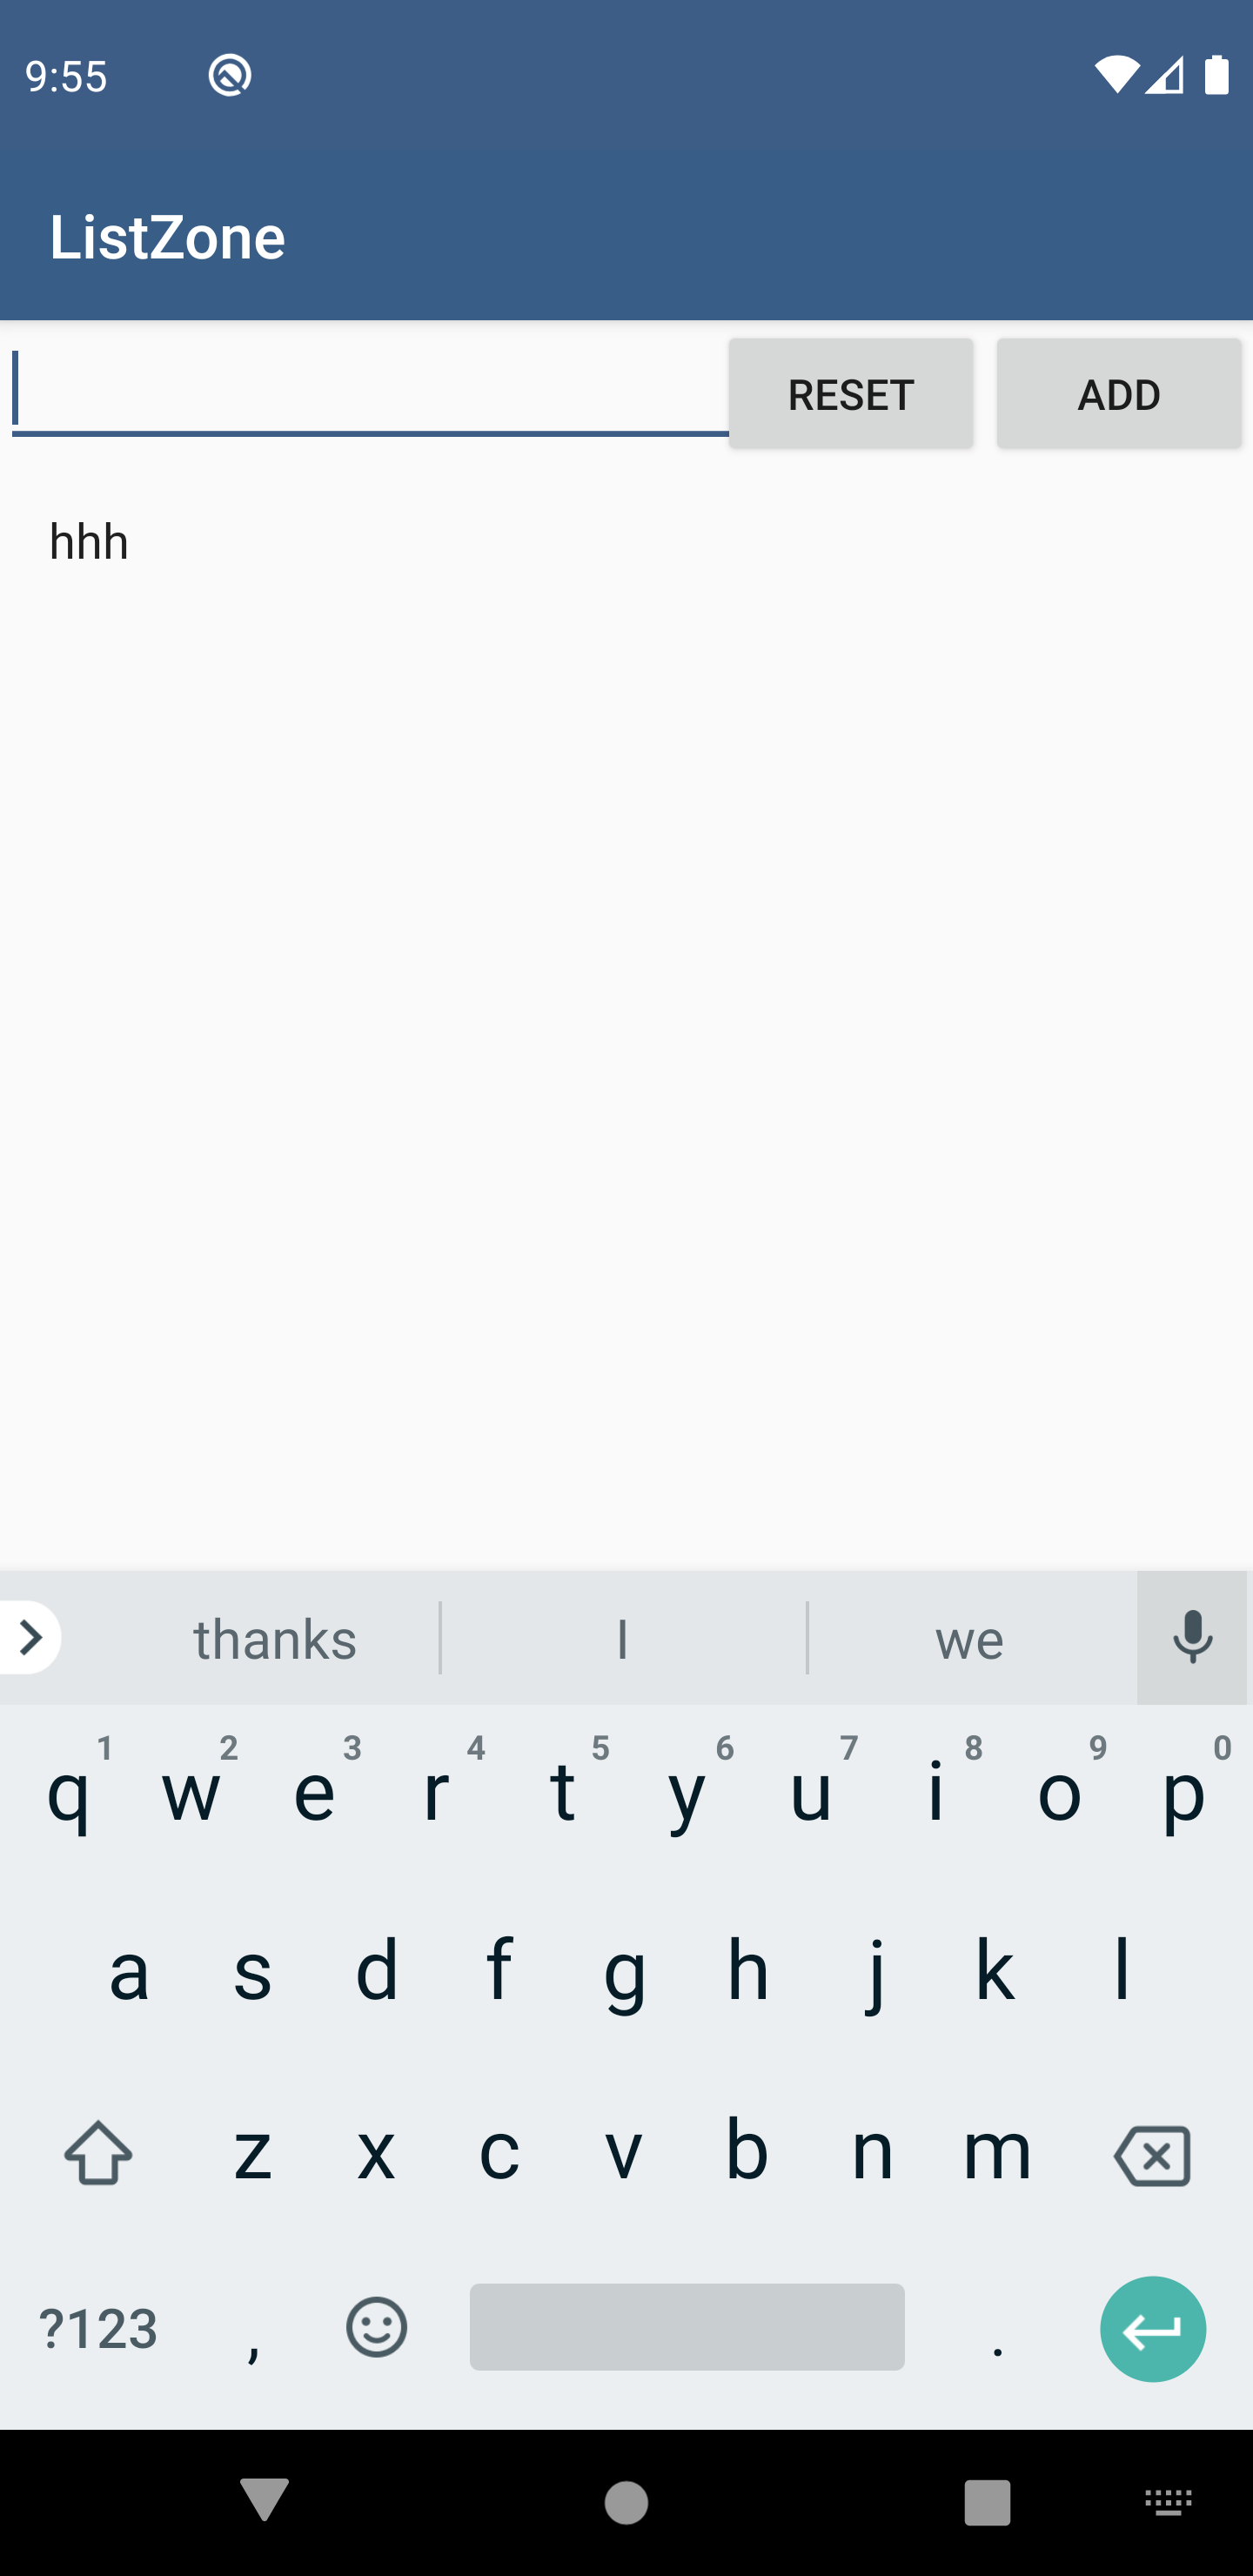 9:55
ListZone
RESET ADD
hhh
thanks I we
1 2 3 4 5 6 7 8 9 0
q w e r t y u i o p
a s d f g h j k l
z x c v b n m
?123 , .